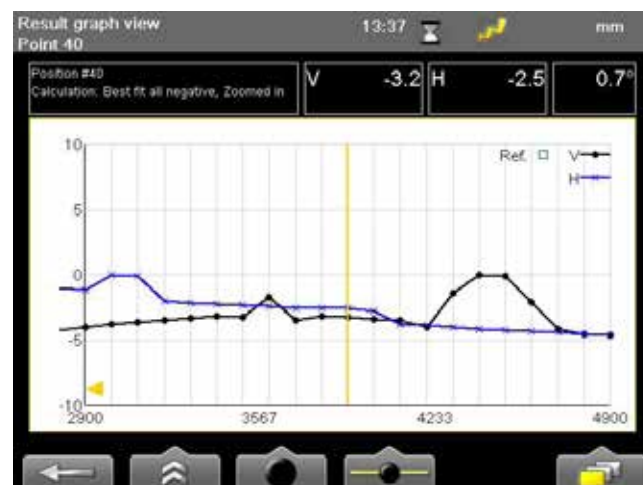 Result graph view 13:37 mm
Point 40
Position #40
Calculation: Best fit all negative, Zoomed in
V -3.2 H -2.5 0.7°
Ref. V
H
10
5
0
-5
-10
2900 3567 4233 4900